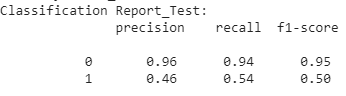 Classification Report_Test:
precision recall f1-score
0 0.96 0.94 0.95
1 0.46 0.54 0.50